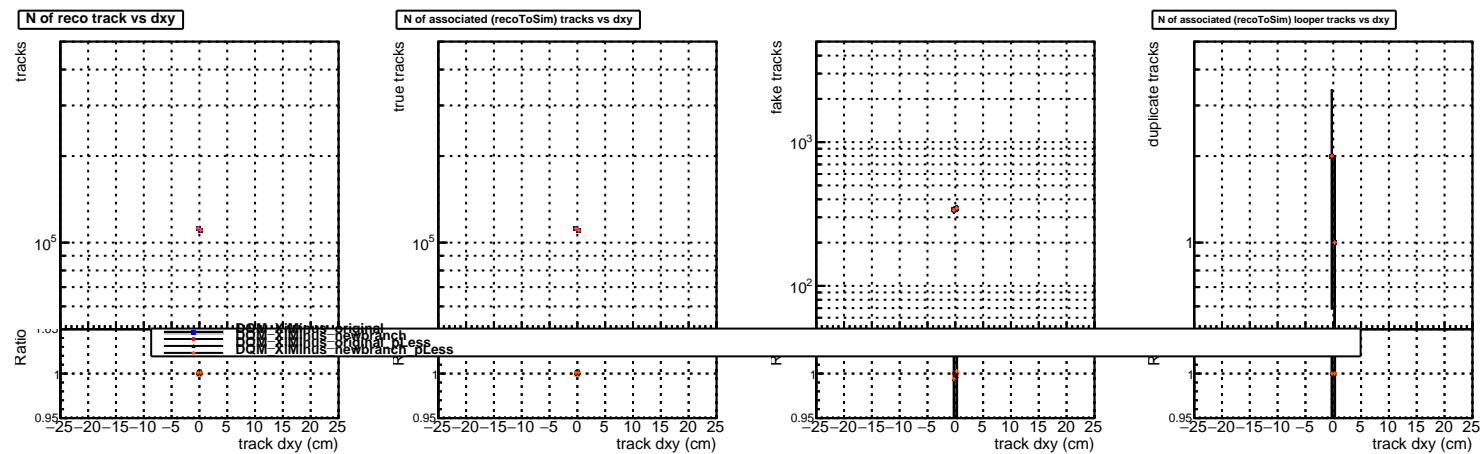 N of reco track vs dxy
N of associated (recoToSim) tracks vs dxy
N of associated (recoToSim) looper tracks vs dxy
tracks
10^5
true tracks
10^5
fake tracks
10^3
10^2
duplicate tracks
1
Ratio
1
0.95
−25 −20 −15 −10 −5 0 5 10 15 20 25
track dxy (cm)
1
0.95
−25 −20 −15 −10 −5 0 5 10 15 20 25
track dxy (cm)
1
0.95
−25 −20 −15 −10 −5 0 5 10 15 20 25
track dxy (cm)
1
0.95
−25 −20 −15 −10 −5 0 5 10 15 20 25
track dxy (cm)
DQM_XiMinus_original
DQM_XiMinus_newbranch
DQM_XiMinus_original_pLess
DQM_XiMinus_newbranch_pLess